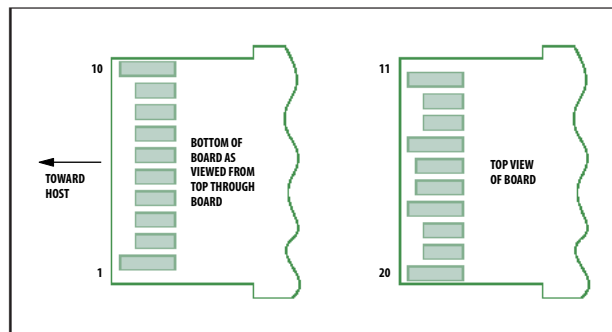 10
BOTTOM OF
BOARD AS
VIEWED FROM
TOP THROUGH
BOARD
TOWARD
HOST
1
11
TOP VIEW
OF BOARD
20